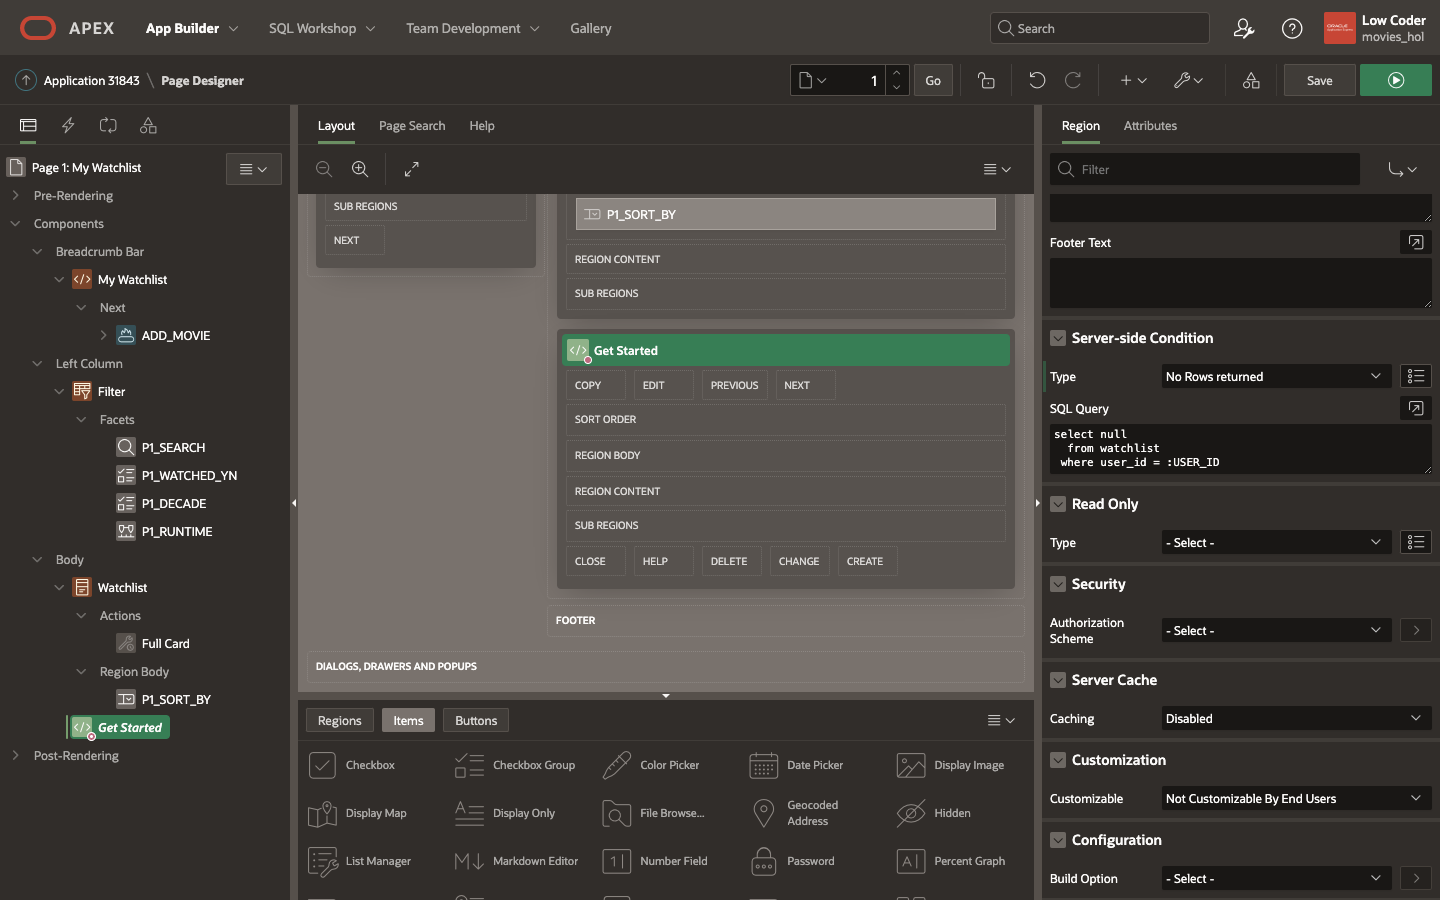 APEX
App Builder
SQL Workshop
Team Development
Gallery
Search
Low Coder
movies_hol
Application 31843 \ Page Designer
1
Go
Save
Page 1: My Watchlist
Pre-Rendering
Components
Breadcrumb Bar
My Watchlist
Next
ADD_MOVIE
Left Column
Filter
Facets
P1_SEARCH
P1_WATCHED_YN
P1_DECADE
P1_RUNTIME
Body
Watchlist
Actions
Full Card
Region Body
P1_SORT_BY
Get Started
Post-Rendering
Layout
Page Search
Help
SUB REGIONS
NEXT
P1_SORT_BY
REGION CONTENT
SUB REGIONS
Get Started
COPY
EDIT
PREVIOUS
NEXT
SORT ORDER
REGION BODY
REGION CONTENT
SUB REGIONS
CLOSE
HELP
DELETE
CHANGE
CREATE
FOOTER
DIALOGS, DRAWERS AND POPUPS
Regions
Items
Buttons
Checkbox
Checkbox Group
Color Picker
Date Picker
Display Image
Display Map
Display Only
File Browse...
Geocoded
Address
Hidden
List Manager
Markdown Editor
Number Field
Password
Percent Graph
Region
Attributes
Filter
Footer Text
Server-side Condition
Type
No Rows returned
SQL Query
select null
from watchlist
where user_id = :USER_ID
Read Only
Type
- Select -
Security
Authorization
Scheme
- Select -
Server Cache
Caching
Disabled
Customization
Customizable
Not Customizable By End Users
Configuration
Build Option
- Select -